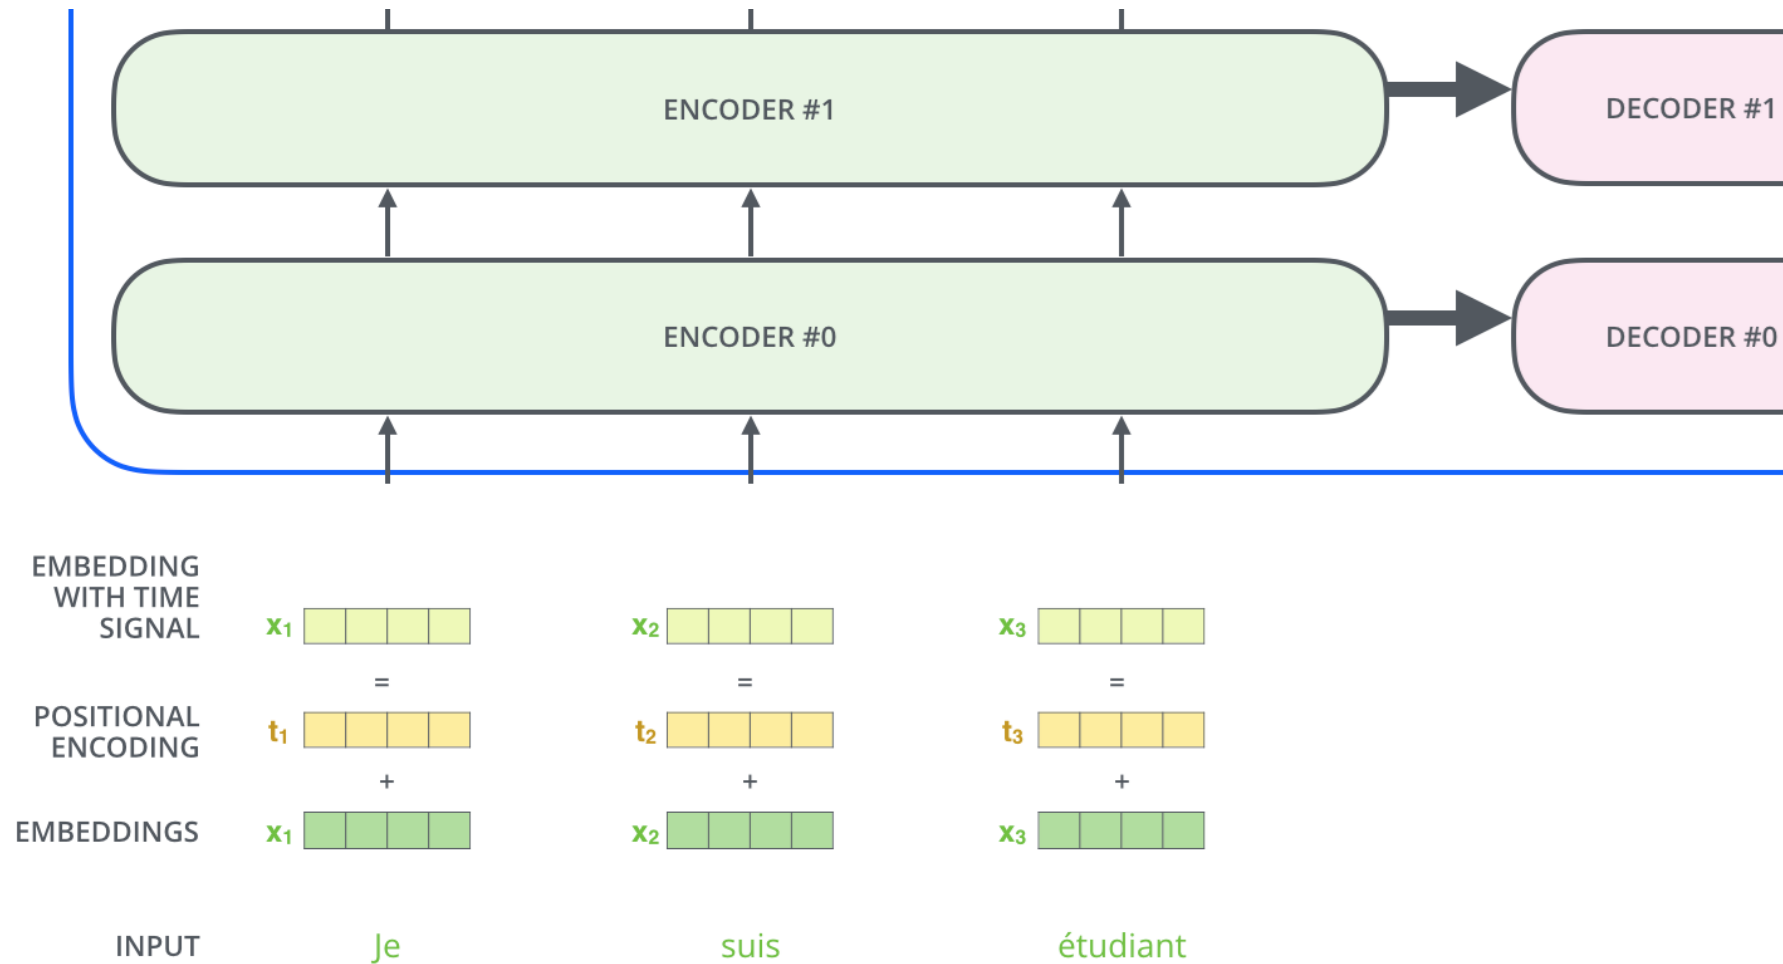 ENCODER #1
DECODER #1
ENCODER #0
DECODER #0
EMBEDDING
WITH TIME
SIGNAL
x1
x2
x3
= = =
POSITIONAL
ENCODING
t1
t2
t3
+ + +
EMBEDDINGS
x1
x2
x3
INPUT
Je
suis
étudiant